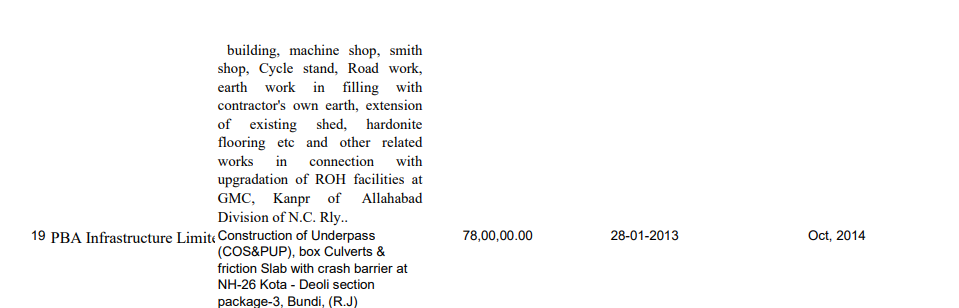 building, machine shop, smith
shop, Cycle stand, Road work,
earth work in filling with
contractor's own earth, extension
of existing shed, hardonite
flooring etc and other related
works in connection with
upgradation of ROH facilities at
GMC, Kanpr of Allahabad
Division of N.C. Rly..
19 PBA Infrastructure Limite Construction of Underpass 78,00,00.00 28-01-2013 Oct, 2014
(COS&PUP), box Culverts &
friction Slab with crash barrier at
NH-26 Kota - Deoli section
package-3, Bundi, (R.J)